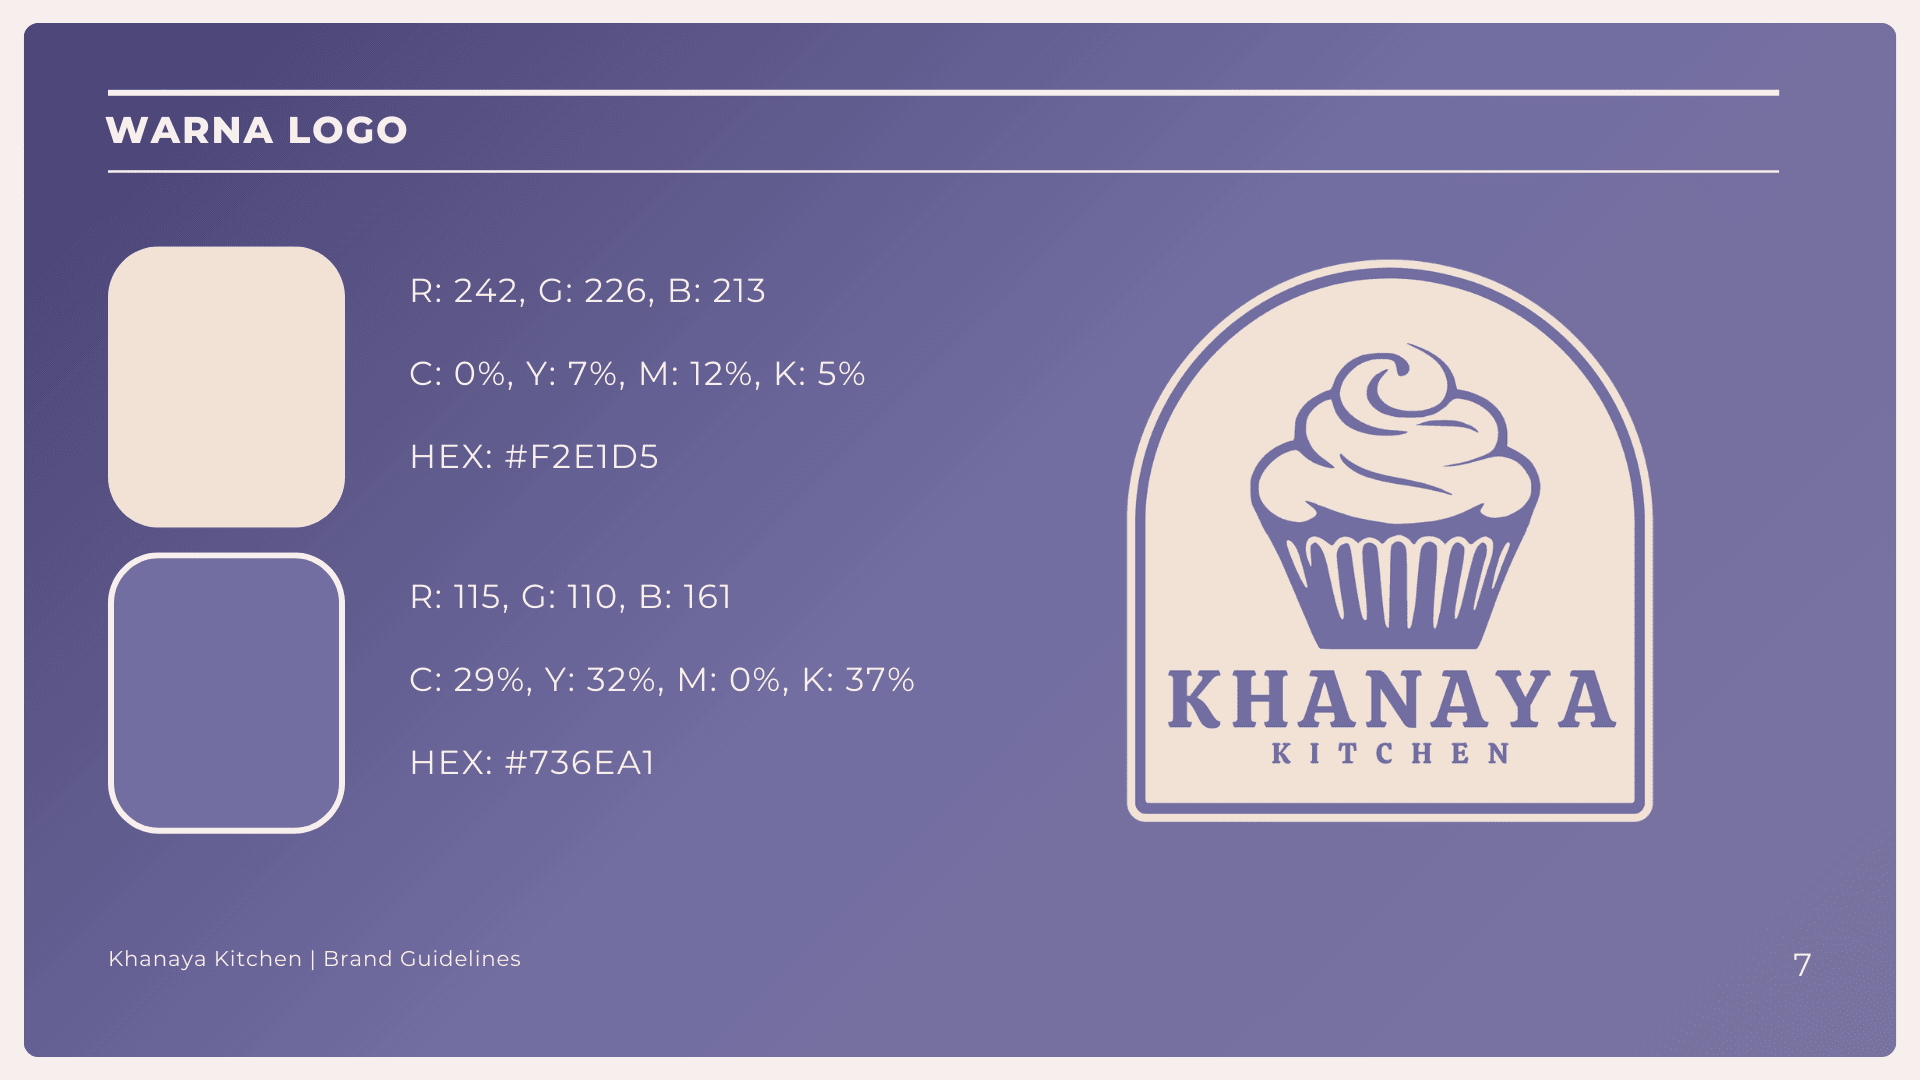 WARNA LOGO
R: 242, G: 226, B: 213
C: 0%, Y: 7%, M: 12%, K: 5%
HEX: #F2E1D5
R: 115, G: 110, B: 161
C: 29%, Y: 32%, M: 0%, K: 37%
HEX: #736EA1
KHANAYA
KITCHEN
Khanaya Kitchen | Brand Guidelines
7